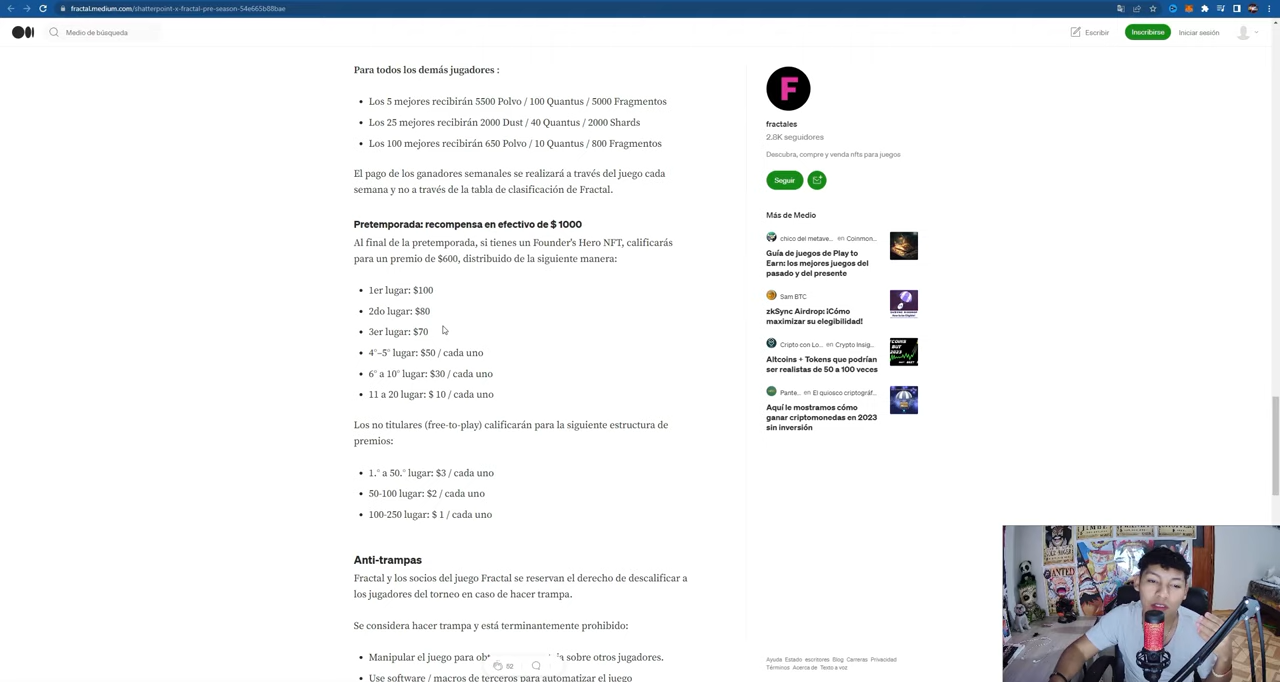 fractal.medium.com/shatterpoint-x-fractal-pre-season-54e665b88bae
Medio de búsqueda
Escribir
Inscribirse
Iniciar sesión
Para todos los demás jugadores :
• Los 5 mejores recibirán 5500 Polvo / 100 Quantus / 5000 Fragmentos
• Los 25 mejores recibirán 2000 Dust / 40 Quantus / 2000 Shards
• Los 100 mejores recibirán 650 Polvo / 10 Quantus / 800 Fragmentos
El pago de los ganadores semanales se realizará a través del juego cada
semana y no a través de la tabla de clasificación de Fractal.
Pretemporada: recompensa en efectivo de $ 1000
Al final de la pretemporada, si tienes un Founder's Hero NFT, calificarás
para un premio de $600, distribuido de la siguiente manera:
• 1er lugar: $100
• 2do lugar: $80
• 3er lugar: $70
• 4°–5° lugar: $50 / cada uno
• 6° a 10° lugar: $30 / cada uno
• 11 a 20 lugar: $ 10 / cada uno
Los no titulares (free-to-play) calificarán para la siguiente estructura de
premios:
• 1.° a 50.° lugar: $3 / cada uno
• 50-100 lugar: $2 / cada uno
• 100-250 lugar: $ 1 / cada uno
Anti-trampas
Fractal y los socios del juego Fractal se reservan el derecho de descalificar a
los jugadores del torneo en caso de hacer trampa.
Se considera hacer trampa y está terminantemente prohibido:
• Manipular el juego para sobre otros jugadores.
• Use software / macros de terceros para automatizar el juego
52
F
fractales
2.8K seguidores
Descubra, compre y venda nfts para juegos
Seguir
Más de Medio
chico del metave... en Coinmon...
Guía de juegos de Play to
Earn: los mejores juegos del
pasado y del presente
Sam BTC
zkSync Airdrop: ¡Cómo
maximizar su elegibilidad!
Cripto con Lo... en Crypto Insig...
Altcoins + Tokens que podrían
ser realistas de 50 a 100 veces
Pante... en El quiosco criptográf...
Aquí le mostramos cómo
ganar criptomonedas en 2023
sin inversión
Ayuda Estado escritores Blog Carreras Privacidad
Términos Acerca de Texto a voz
WANTED